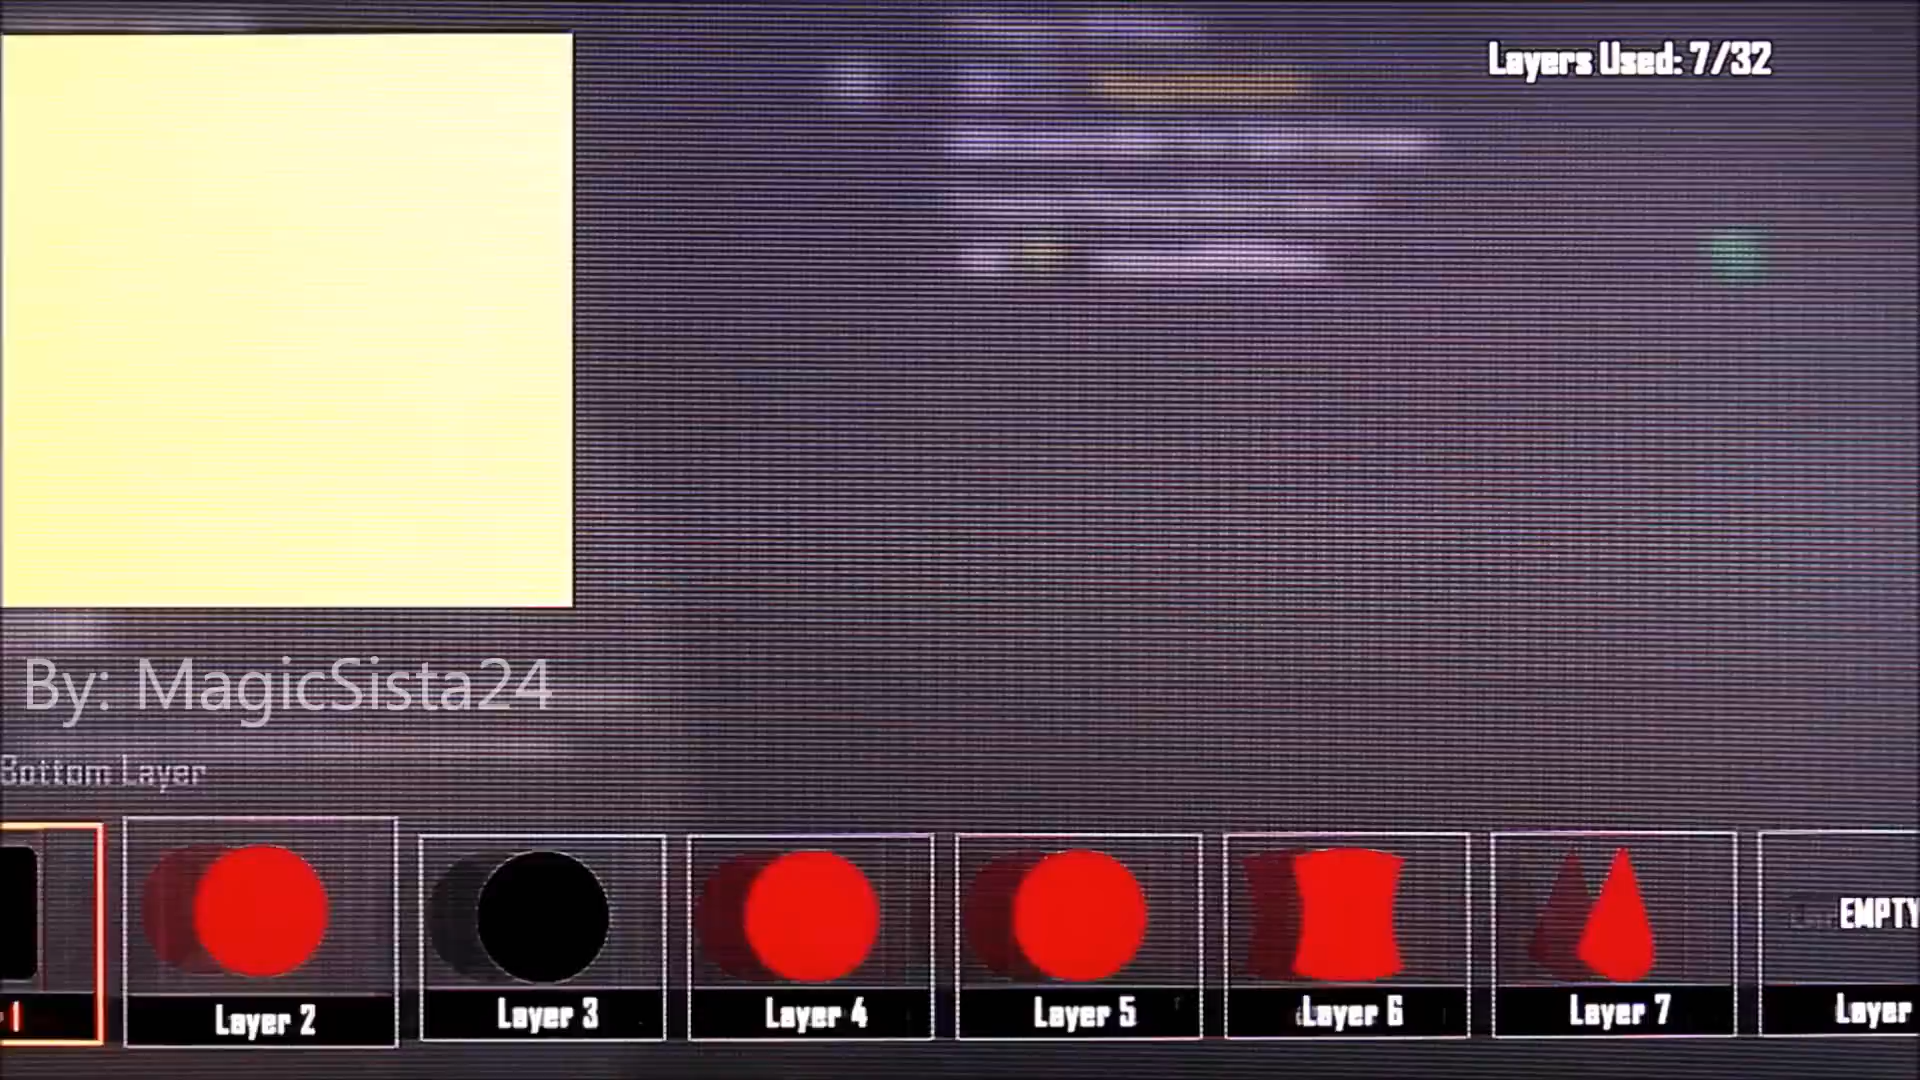 Layers Used: 7/32
By: MagicSista24
Bottom Layer
1
Layer 2
Layer 3
Layer 4
Layer 5
Layer 6
Layer 7
EMPTY
Layer